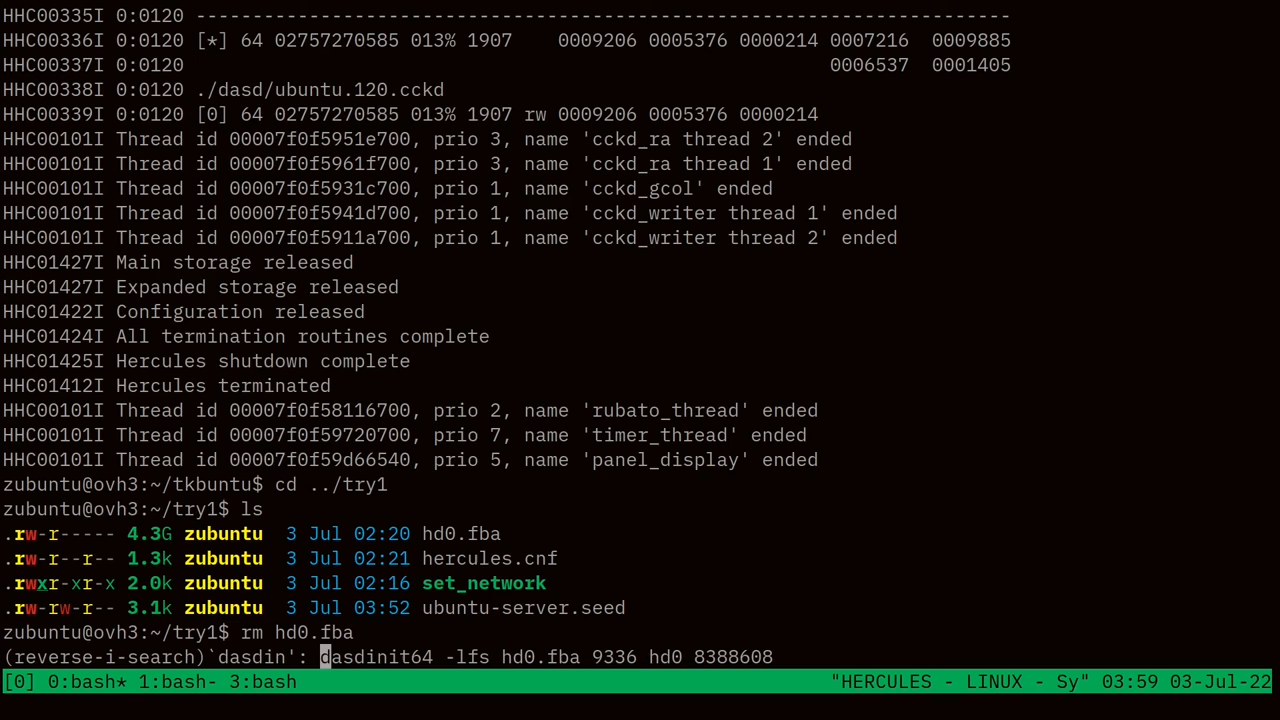 HHC00335I 0:0120 ------------------------------------------------------------------------
HHC00336I 0:0120 [*] 64 02757270585 013% 1907    0009206 0005376 0000214 0007216  0009885
HHC00337I 0:0120                                                         0006537  0001405
HHC00338I 0:0120 ./dasd/ubuntu.120.cckd
HHC00339I 0:0120 [0] 64 02757270585 013% 1907 rw 0009206 0005376 0000214
HHC00101I Thread id 00007f0f5951e700, prio 3, name 'cckd_ra thread 2' ended
HHC00101I Thread id 00007f0f5961f700, prio 3, name 'cckd_ra thread 1' ended
HHC00101I Thread id 00007f0f5931c700, prio 1, name 'cckd_gcol' ended
HHC00101I Thread id 00007f0f5941d700, prio 1, name 'cckd_writer thread 1' ended
HHC00101I Thread id 00007f0f5911a700, prio 1, name 'cckd_writer thread 2' ended
HHC01427I Main storage released
HHC01427I Expanded storage released
HHC01422I Configuration released
HHC01424I All termination routines complete
HHC01425I Hercules shutdown complete
HHC01412I Hercules terminated
HHC00101I Thread id 00007f0f58116700, prio 2, name 'rubato_thread' ended
HHC00101I Thread id 00007f0f59720700, prio 7, name 'timer_thread' ended
HHC00101I Thread id 00007f0f59d66540, prio 5, name 'panel_display' ended
zubuntu@ovh3:~/tkbuntu$ cd ../try1
zubuntu@ovh3:~/try1$ ls
.rw-r----- 4.3G zubuntu  3 Jul 02:20 hd0.fba
.rw-r--r-- 1.3k zubuntu  3 Jul 02:21 hercules.cnf
.rwxr-xr-x 2.0k zubuntu  3 Jul 02:16 set_network
.rw-rw-r-- 3.1k zubuntu  3 Jul 03:52 ubuntu-server.seed
zubuntu@ovh3:~/try1$ rm hd0.fba
(reverse-i-search)`dasdin': dasdinit64 -lfs hd0.fba 9336 hd0 8388608
[0] 0:bash* 1:bash- 3:bash "HERCULES - LINUX - Sy" 03:59 03-Jul-22